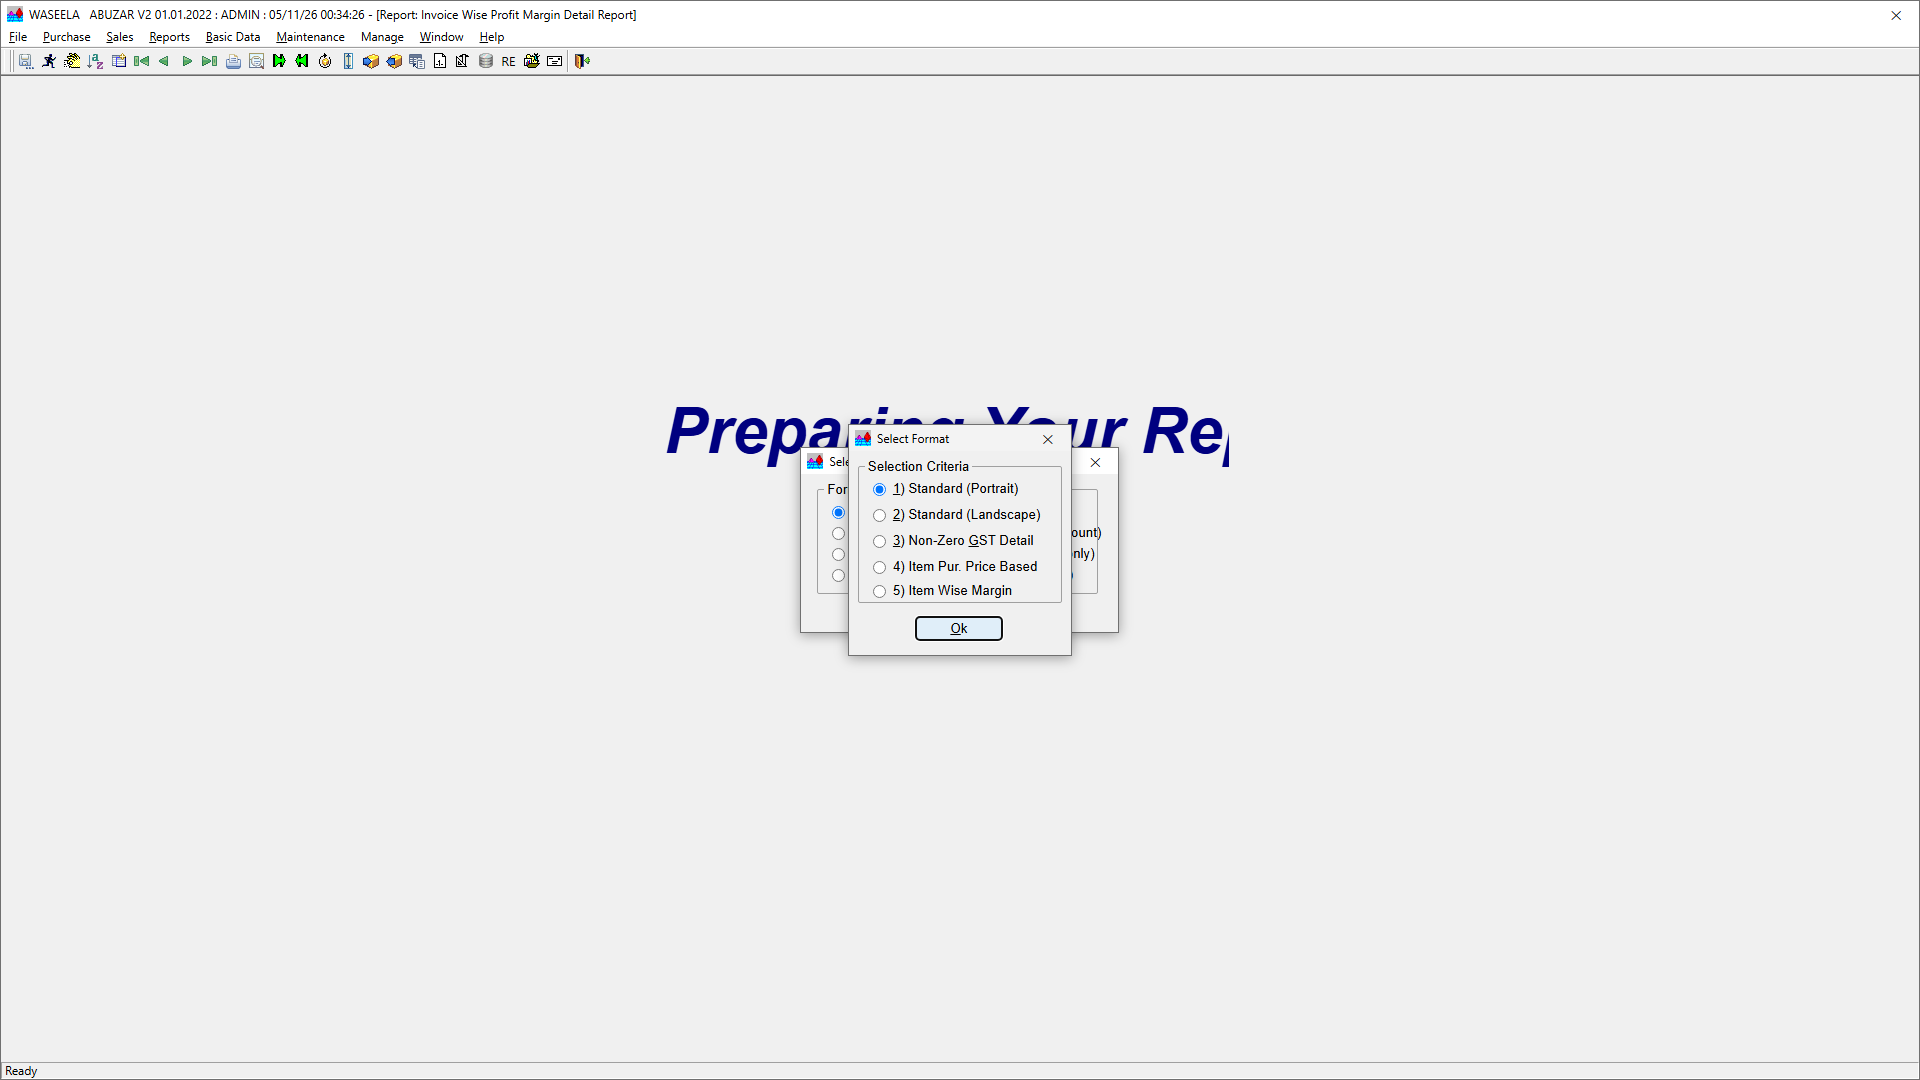 WASEELA ABUZAR V2 01.01.2022 : ADMIN : 05/11/26 00:34:26 - [Report: Invoice Wise Profit Margin Detail Report]
File Purchase Sales Reports Basic Data Maintenance Manage Window Help
RE
Preparing Your Rep
Select Format
Sele
Selection Criteria
For
1) Standard (Portrait)
2) Standard (Landscape)
ount)
3) Non-Zero GST Detail
nly)
4) Item Pur. Price Based
5) Item Wise Margin
Ok
Ready